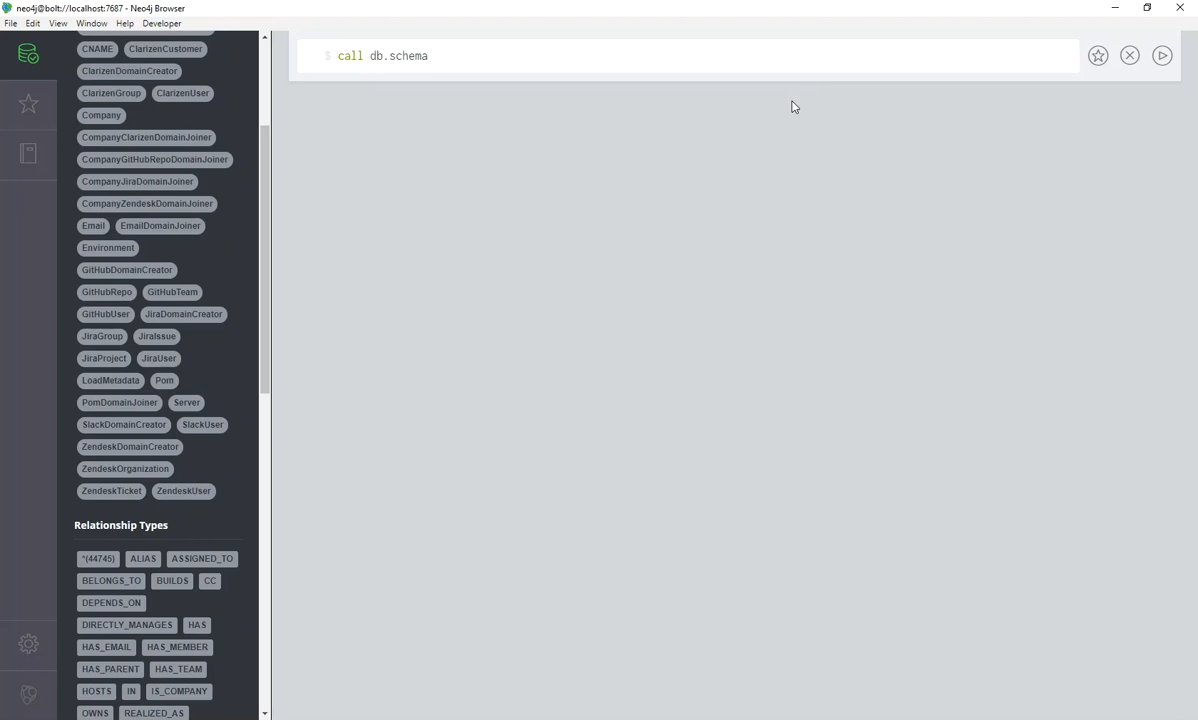 neo4j@bolt://localhost:7687 - Neo4j Browser
File Edit View Window Help Developer
CNAME ClarizenCustomer
ClarizenDomainCreator
ClarizenGroup ClarizenUser
Company
CompanyClarizenDomainJoiner
CompanyGitHubRepoDomainJoiner
CompanyJiraDomainJoiner
CompanyZendeskDomainJoiner
Email EmailDomainJoiner
Environment
GitHubDomainCreator
GitHubRepo GitHubTeam
GitHubUser JiraDomainCreator
JiraGroup JiraIssue
JiraProject JiraUser
LoadMetadata Pom
PomDomainJoiner Server
SlackDomainCreator SlackUser
ZendeskDomainCreator
ZendeskOrganization
ZendeskTicket ZendeskUser
Relationship Types
*(44745) ALIAS ASSIGNED_TO
BELONGS_TO BUILDS CC
DEPENDS_ON
DIRECTLY_MANAGES HAS
HAS_EMAIL HAS_MEMBER
HAS_PARENT HAS_TEAM
HOSTS IN IS_COMPANY
OWNS REALIZED_AS
$ call db.schema